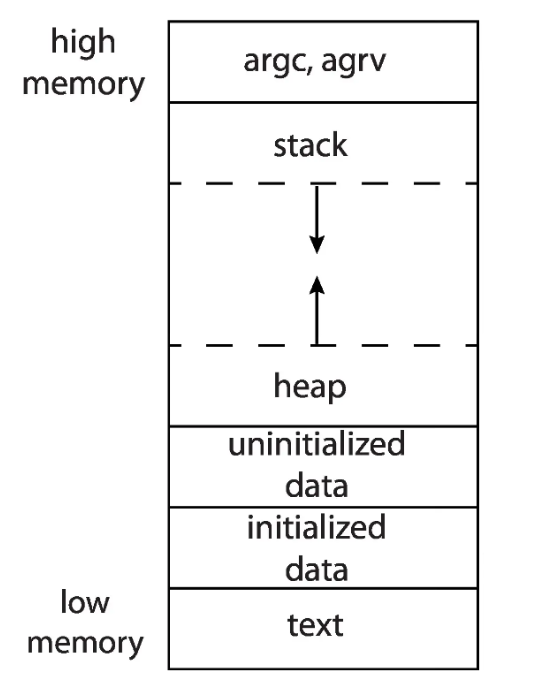 high
memory
argc, agrv
stack
heap
uninitialized
data
initialized
data
low
memory
text